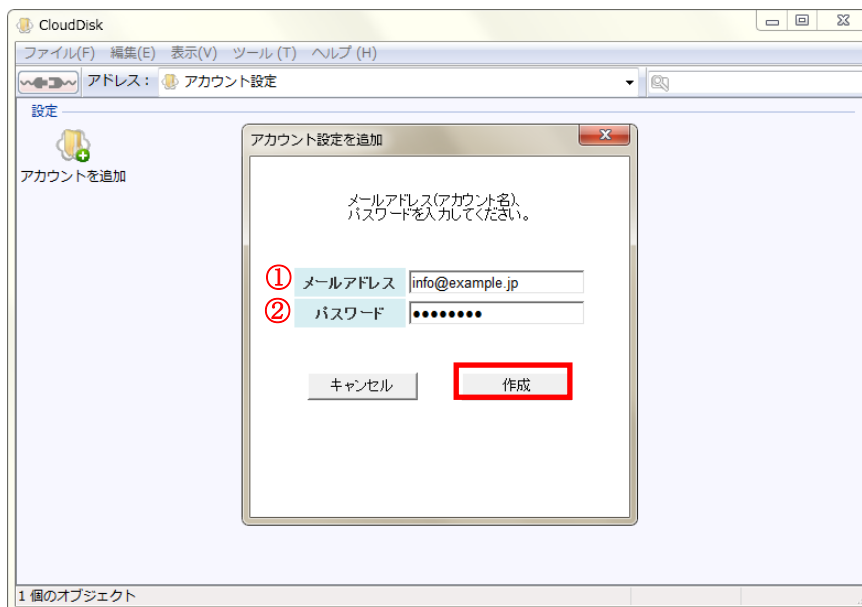 CloudDisk
ファイル(F) 編集(E) 表示(V) ツール (T) ヘルプ (H)
アドレス： アカウント設定
設定
アカウントを追加
アカウント設定を追加
メールアドレス(アカウント名)、
パスワードを入力してください。
① メールアドレス info@example.jp
② パスワード ●●●●●●●●
キャンセル 作成
1 個のオブジェクト